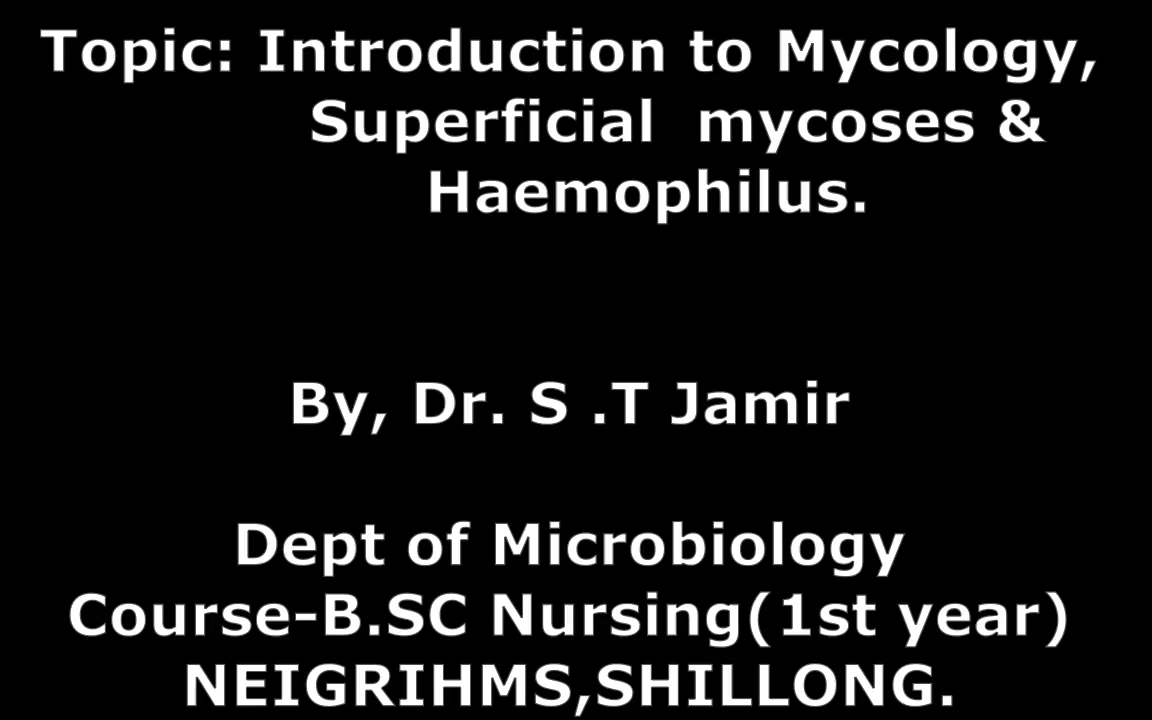 Topic: Introduction to Mycology,
Superficial mycoses &
Haemophilus.
By, Dr. S .T Jamir
Dept of Microbiology
Course-B.SC Nursing(1st year)
NEIGRIHMS,SHILLONG.